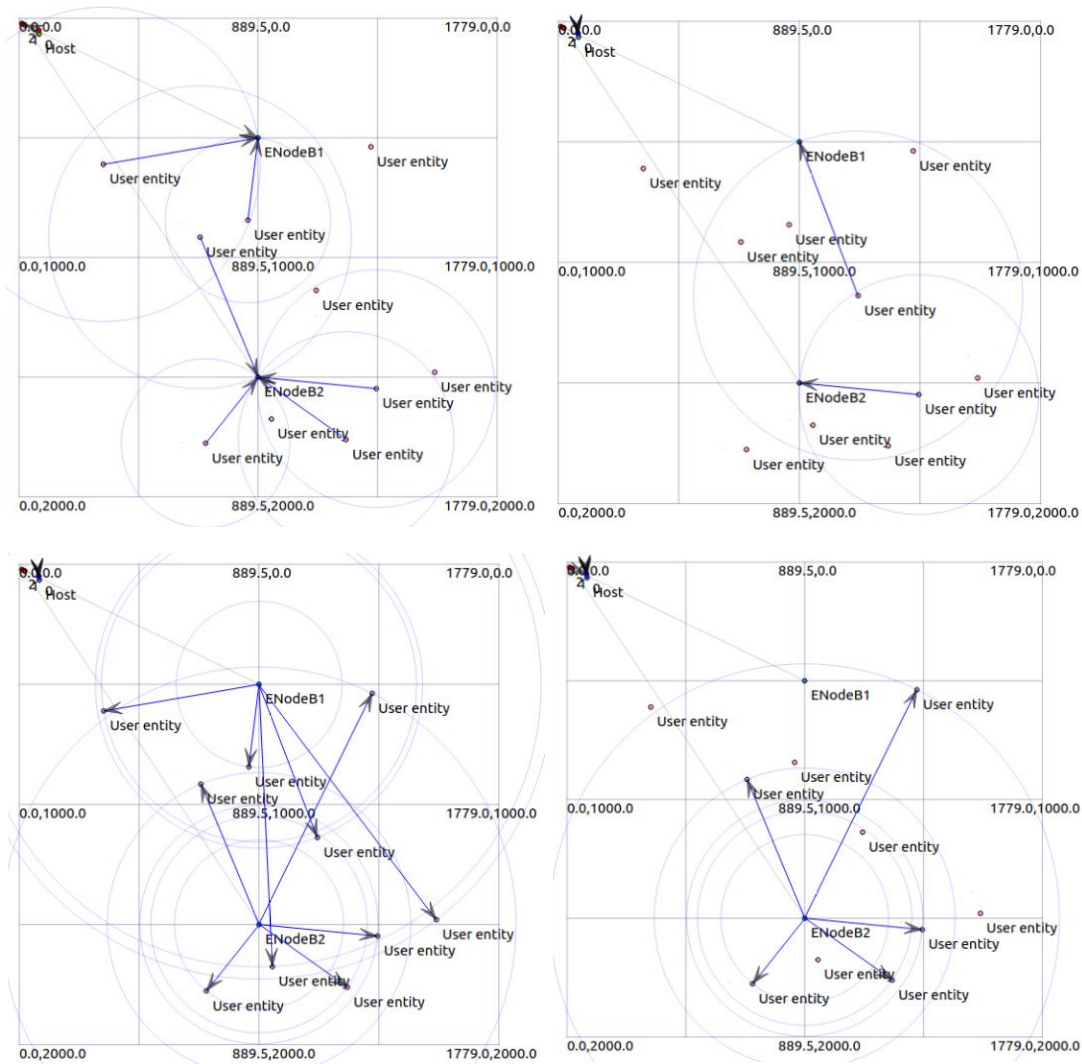 0.0,0.0
889.5,0.0
1779.0,0.0
Host
ENodeB1
User entity
User entity
User entity
0.0,1000.0
889.5,1000.0
1779.0,1000.0
User entity
User entity
ENodeB2
User entity
User entity
User entity
User entity
0.0,2000.0
889.5,2000.0
1779.0,2000.0
0.0,0.0
889.5,0.0
1779.0,0.0
Host
ENodeB1
User entity
User entity
User entity
User entity
0.0,1000.0
889.5,1000.0
1779.0,1000.0
User entity
User entity
ENodeB2
User entity
User entity
User entity
User entity
0.0,2000.0
889.5,2000.0
1779.0,2000.0
0.0,0.0
889.5,0.0
1779.0,0.0
Host
ENodeB1
User entity
User entity
User entity
User entity
0.0,1000.0
889.5,1000.0
1779.0,1000.0
User entity
User entity
ENodeB2
User entity
User entity
User entity
User entity
0.0,2000.0
889.5,2000.0
1779.0,2000.0
0.0,0.0
889.5,0.0
1779.0,0.0
Host
ENodeB1
User entity
User entity
User entity
0.0,1000.0
889.5,1000.0
1779.0,1000.0
User entity
User entity
ENodeB2
User entity
User entity
User entity
User entity
0.0,2000.0
889.5,2000.0
1779.0,2000.0